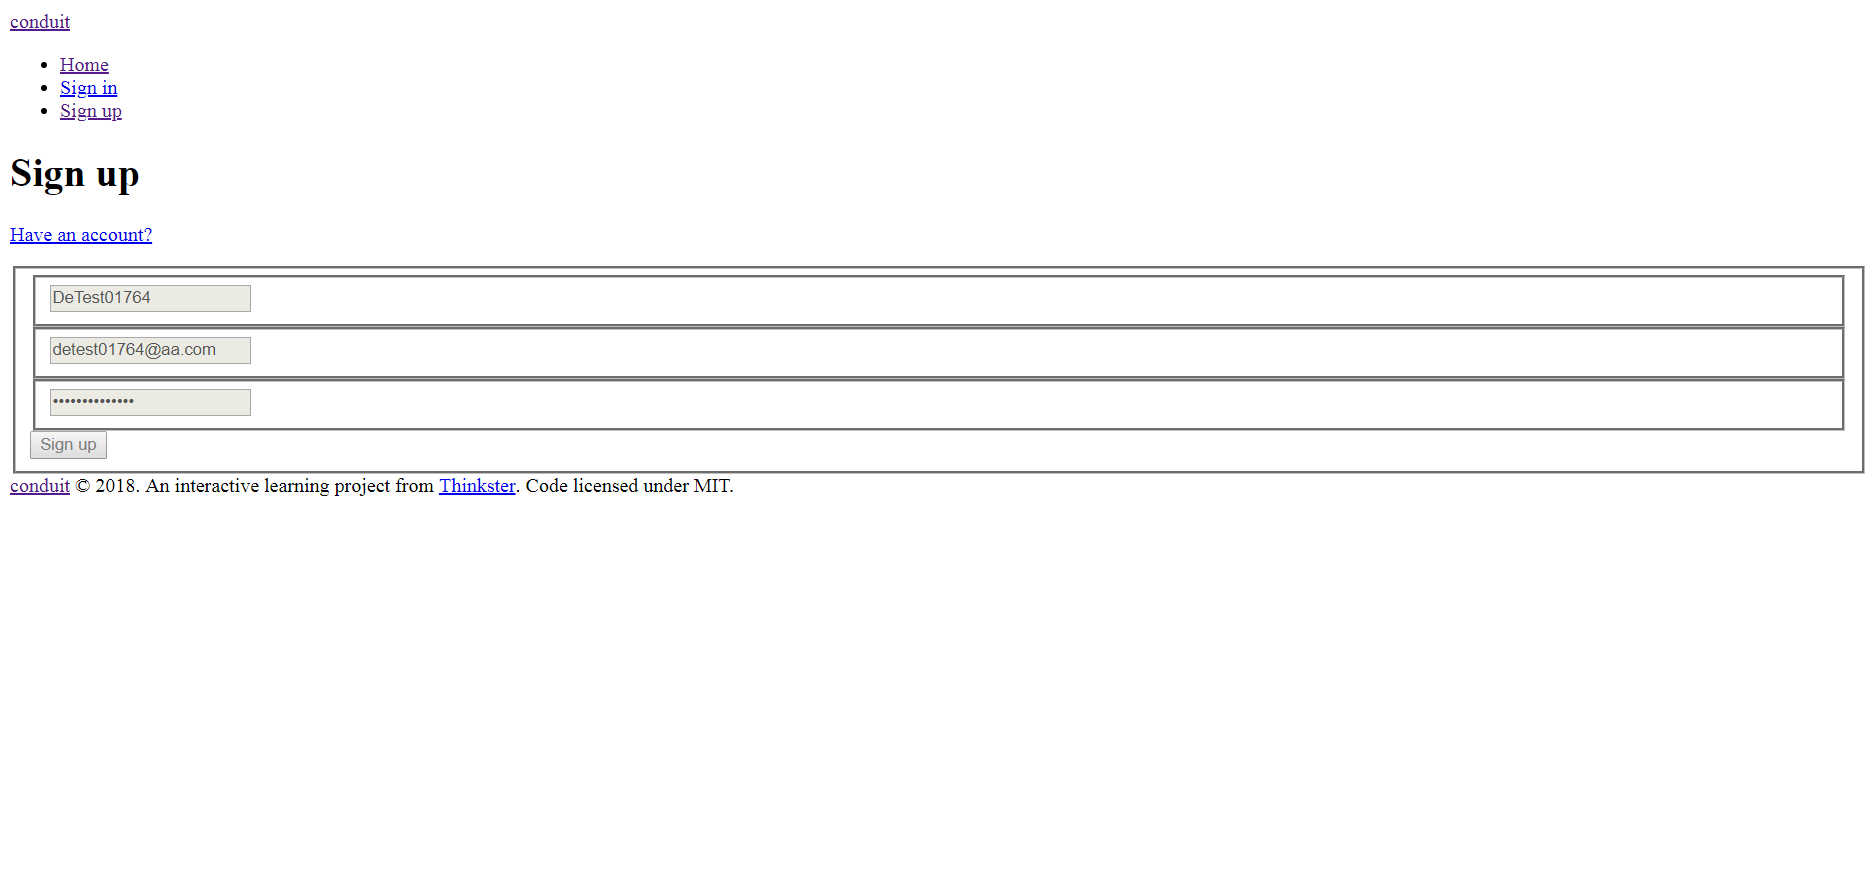 conduit
Home
Sign in
Sign up
Sign up
Have an account?
DeTest01764
detest01764@aa.com
••••••••••••••
Sign up
conduit © 2018. An interactive learning project from Thinkster. Code licensed under MIT.